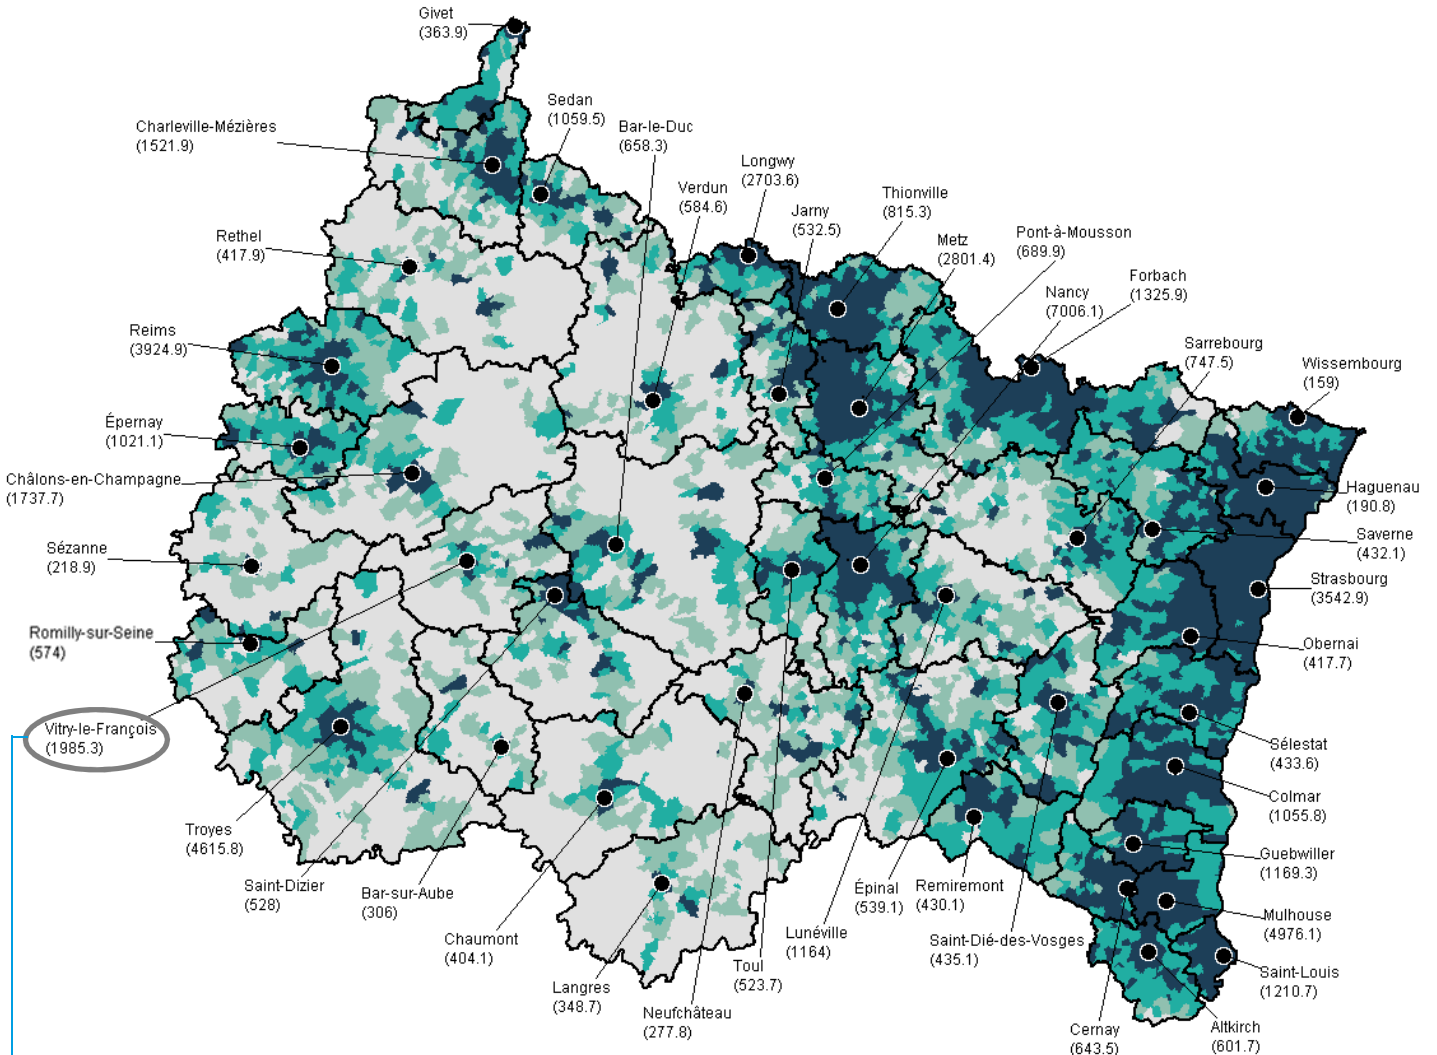 Givet
(363.9)
Sedan
(1059.5)
Charleville-Mézières
(1521.9)
Bar-le-Duc
(658.3)
Longwy
(2703.6)
Verdun
(584.6)
Jarny
(532.5)
Thionville
(815.3)
Metz
(2801.4)
Pont-à-Mousson
(689.9)
Forbach
(1325.9)
Nancy
(7006.1)
Rethel
(417.9)
Reims
(3924.9)
Sarrebourg
(747.5)
Wissembourg
(159)
Épernay
(1021.1)
Châlons-en-Champagne
(1737.7)
Haguenau
(190.8)
Saverne
(432.1)
Sézanne
(218.9)
Strasbourg
(3542.9)
Romilly-sur-Seine
(574)
Obernai
(417.7)
Vitry-le-François
(1985.3)
Sélestat
(433.6)
Colmar
(1055.8)
Troyes
(4615.8)
Guebwiller
(1169.3)
Saint-Dizier
(528)
Bar-sur-Aube
(306)
Épinal
(539.1)
Remiremont
(430.1)
Mulhouse
(4976.1)
Chaumont
(404.1)
Lunéville
(1164)
Saint-Dié-des-Vosges
(435.1)
Toul
(523.7)
Saint-Louis
(1210.7)
Langres
(348.7)
Neufchâteau
(277.8)
Cernay
(643.5)
Altkirch
(601.7)